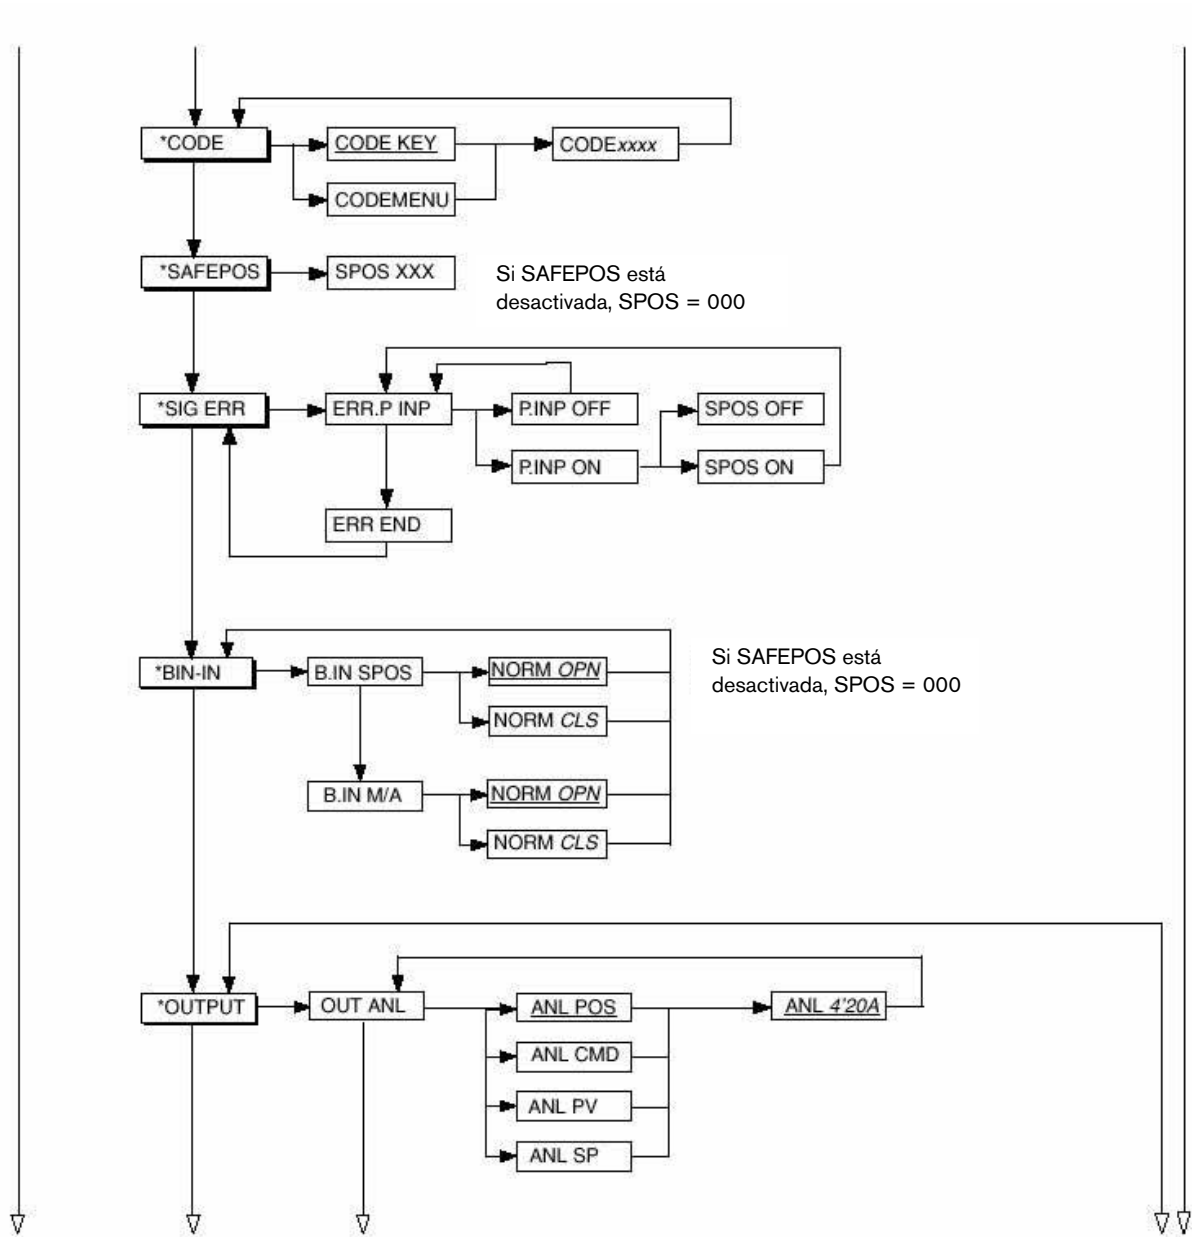 *CODE
CODE KEY
CODExxxx
CODEMENU
*SAFEPOS
SPOS XXX
Si SAFEPOS está
desactivada, SPOS = 000
*SIG ERR
ERR.P INP
P.INP OFF
SPOS OFF
P.INP ON
SPOS ON
ERR END
*BIN-IN
B.IN SPOS
NORM OPN
Si SAFEPOS está
desactivada, SPOS = 000
NORM CLS
B.IN M/A
NORM OPN
NORM CLS
*OUTPUT
OUT ANL
ANL POS
ANL 4'20A
ANL CMD
ANL PV
ANL SP